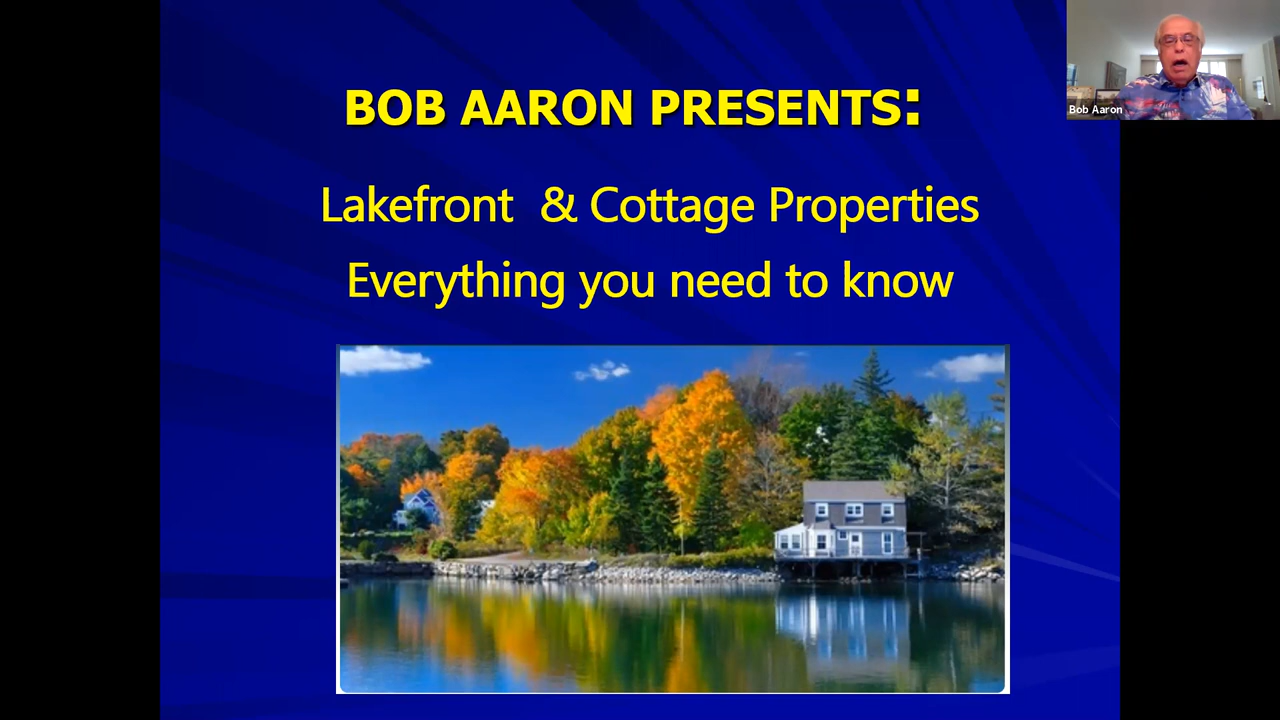 BOB AARON PRESENTS:
Lakefront & Cottage Properties
Everything you need to know
Bob Aaron